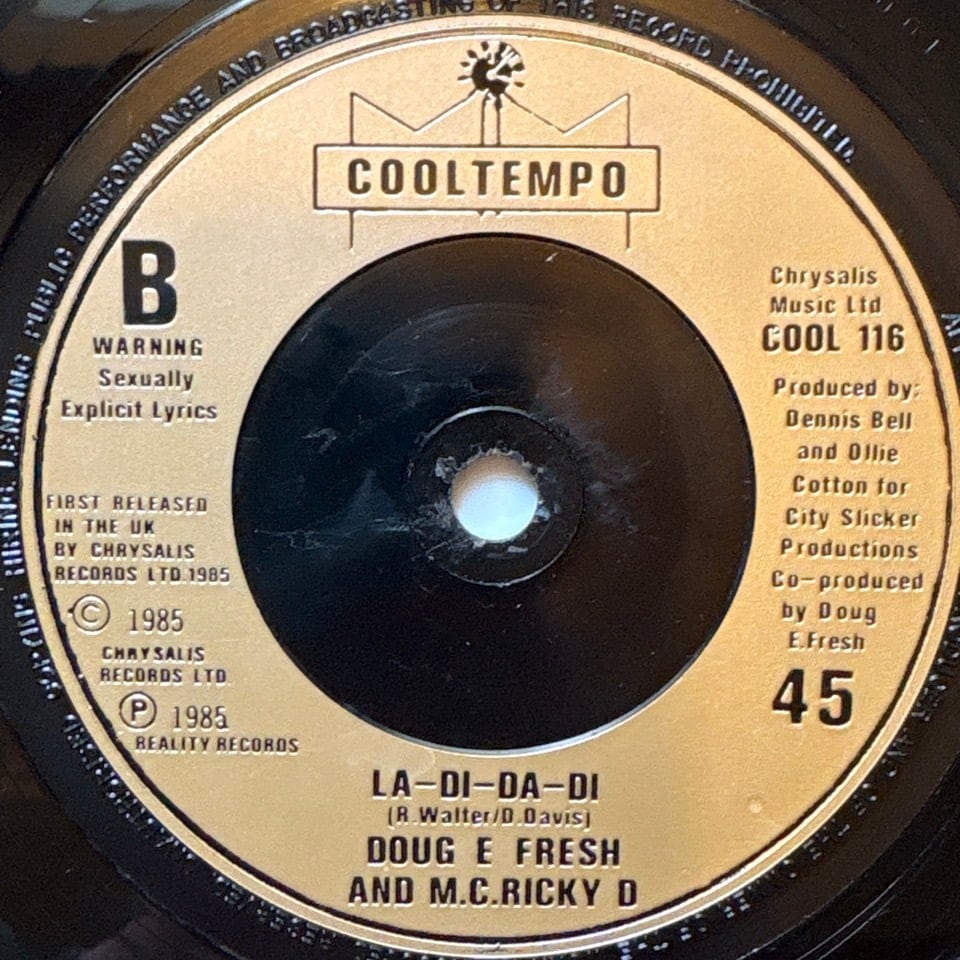 PUBLIC PERFORMANCE AND BROADCASTING OF THIS RECORD PROHIBITED.
HIRING, LENDING
COOLTEMPO
B
WARNING
Sexually
Explicit Lyrics
FIRST RELEASED
IN THE UK
BY CHRYSALIS
RECORDS LTD.1985
© 1985
CHRYSALIS
RECORDS LTD.
℗ 1985
REALITY RECORDS
Chrysalis
Music Ltd
COOL 116
Produced by:
Dennis Bell
and Ollie
Cotton for
City Slicker
Productions
Co-produced
by Doug
E.Fresh
45
LA-DI-DA-DI
(R.Walter/D.Davis)
DOUG E FRESH
AND M.C.RICKY D